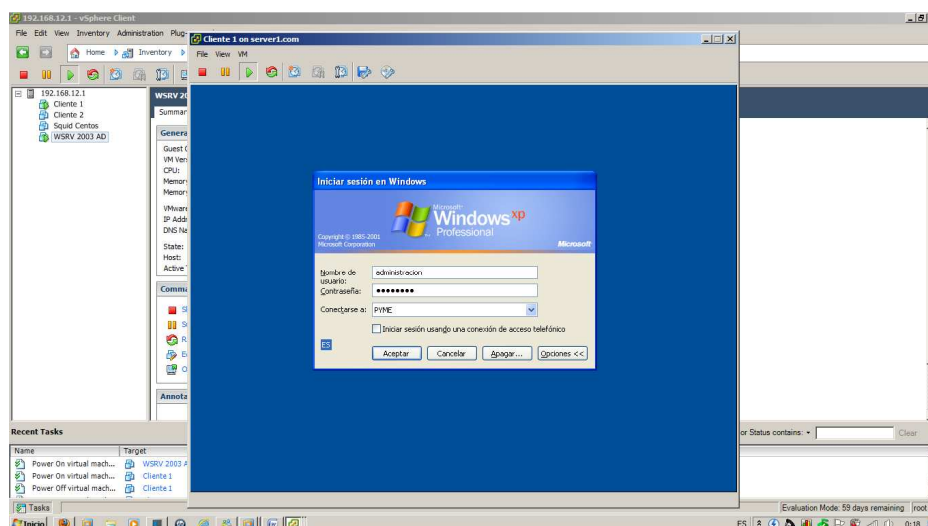 192.168.12.1 - vSphere Client
File Edit View Inventory Administration Plug-
Home Inventory
192.168.12.1
Cliente 1
Cliente 2
Squid Centos
WSRV 2003 AD
WSRV 20
Summar
Genera
Guest
VM Ver
CPU:
Memor
Memor
VMwar
IP Addr
DNS Na
State:
Host:
Active
Comma
Annota
Cliente 1 on server1.com
File View VM
Iniciar sesión en Windows
Copyright © 1985-2001
Microsoft Corporation
Microsoft
Windows xp
Professional
Microsoft
Nombre de usuario:
administracion
Contraseña:
••••••••
Conectarse a:
PYME
Iniciar sesión usando una conexión de acceso telefónico
ES
Aceptar Cancelar Apagar... Opciones <<
Recent Tasks
or Status contains:
Clear
Name Target
Power On virtual mach... WSRV 2003 A
Power On virtual mach... Cliente 1
Power Off virtual mach... Cliente 1
Tasks
Evaluation Mode: 59 days remaining root
Inicio
ES
0:18